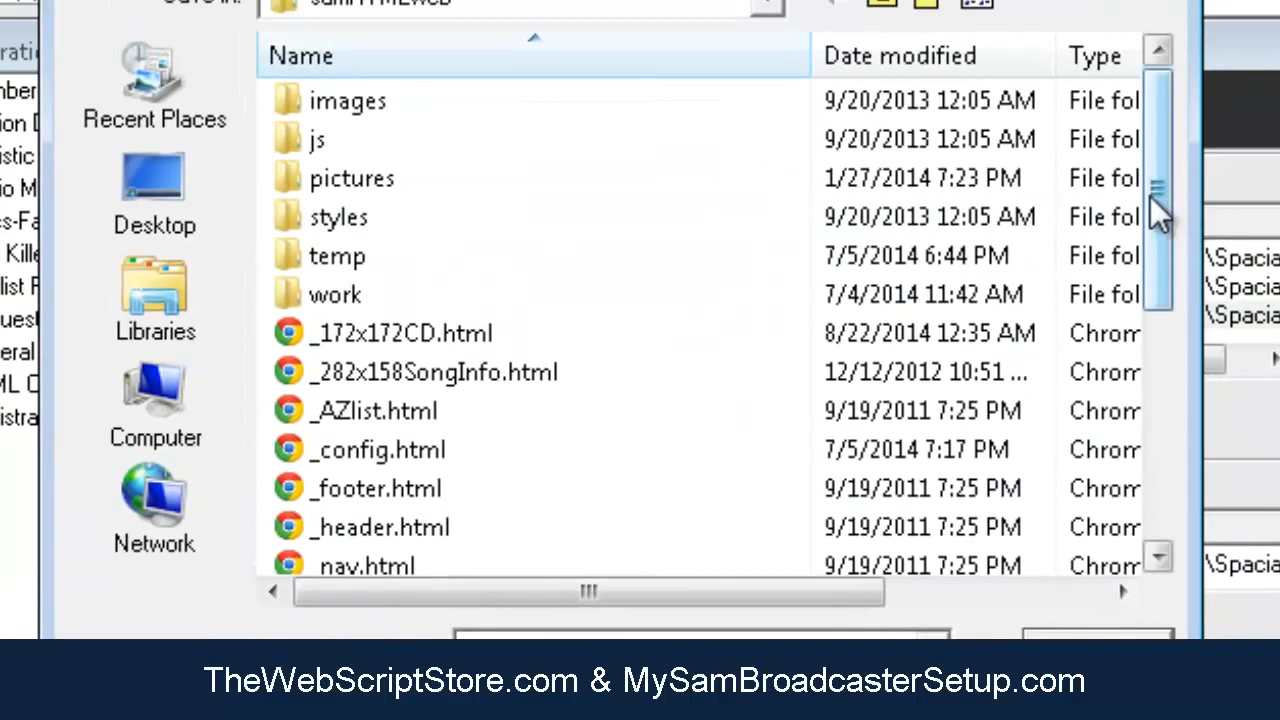 Name Date modified Type
images 9/20/2013 12:05 AM File fol
js 9/20/2013 12:05 AM File fol
pictures 1/27/2014 7:23 PM File fol
styles 9/20/2013 12:05 AM File fol
temp 7/5/2014 6:44 PM File fol
work 7/4/2014 11:42 AM File fol
_172x172CD.html 8/22/2014 12:35 AM Chrom
_282x158SongInfo.html 12/12/2012 10:51 ... Chrom
_AZlist.html 9/19/2011 7:25 PM Chrom
_config.html 7/5/2014 7:17 PM Chrom
_footer.html 9/19/2011 7:25 PM Chrom
_header.html 9/19/2011 7:25 PM Chrom
_nav.html 9/19/2011 7:25 PM Chrom
Recent Places
Desktop
Libraries
Computer
Network
\Spacia
\Spacia
\Spacia
\Spacia
TheWebScriptStore.com & MySamBroadcasterSetup.com